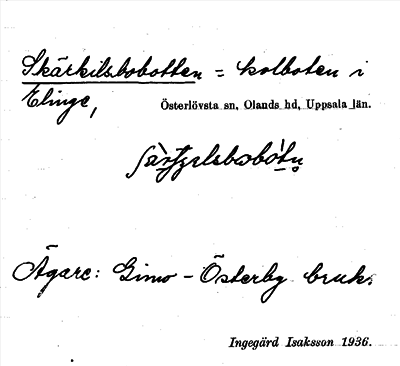 Skärkilsbobotten = kolboten i
Elinge, Österlövsta sn, Olands hd, Uppsala län.
Ägare: Gimo - Österby bruk.
Ingegärd Isaksson 1936.